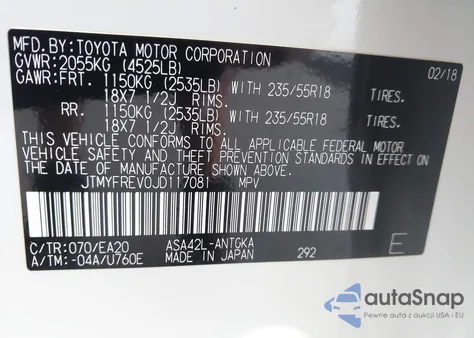 MFD.BY:TOYOTA MOTOR CORPORATION 02/18
GVWR:2055KG (4525LB)
GAWR:FRT. 1150KG (2535LB) WITH 235/55R18 TIRES.
18X7 1/2J RIMS.
RR. 1150KG (2535LB) WITH 235/55R18 TIRES.
18X7 1/2J RIMS.
THIS VEHICLE CONFORMS TO ALL APPLICABLE FEDERAL MOTOR
VEHICLE SAFETY AND THEFT PREVENTION STANDARDS IN EFFECT ON
THE DATE OF MANUFACTURE SHOWN ABOVE.
JTMYFREV0JD117081 MPV
C/TR:070/EA20 ASA42L-ANTGKA
A/TM:-04A/U760E MADE IN JAPAN 292 E
autoSnap
Pewne auta z aukcji USA i EU